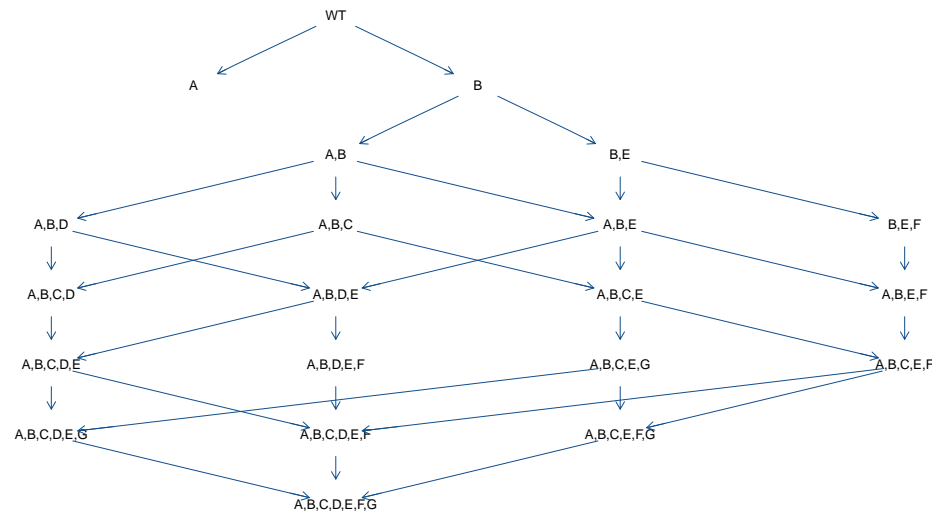 WT
A
B
A,B
B,E
A,B,D
A,B,C
A,B,E
B,E,F
A,B,C,D
A,B,D,E
A,B,C,E
A,B,E,F
A,B,C,D,E
A,B,D,E,F
A,B,C,E,G
A,B,C,E,F
A,B,C,D,E,G
A,B,C,D,E,F
A,B,C,E,F,G
A,B,C,D,E,F,G